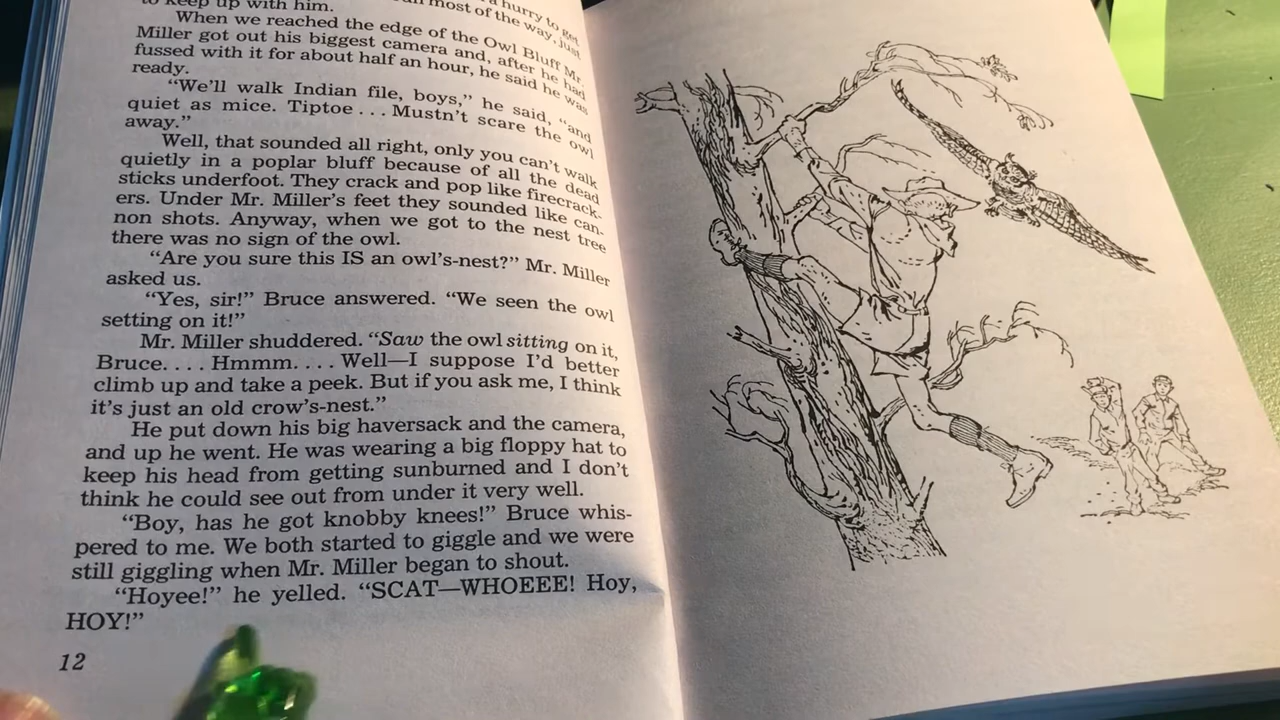 a hurry to get
to keep up with him. most of the way, just
When we reached the edge of the Owl Bluff Mr.
Miller got out his biggest camera and, after he had
fussed with it for about half an hour, he said he was
ready.
“We’ll walk Indian file, boys,” he said, “and
quiet as mice. Tiptoe . . . Mustn’t scare the owl
away.”
Well, that sounded all right, only you can’t walk
quietly in a poplar bluff because of all the dead
sticks underfoot. They crack and pop like firecrack-
ers. Under Mr. Miller’s feet they sounded like can-
non shots. Anyway, when we got to the nest tree
there was no sign of the owl.
“Are you sure this IS an owl’s-nest?” Mr. Miller
asked us.
“Yes, sir!” Bruce answered. “We seen the owl
setting on it!”
Mr. Miller shuddered. “Saw the owl sitting on it,
Bruce. . . . Hmmm. . . . Well—I suppose I’d better
climb up and take a peek. But if you ask me, I think
it’s just an old crow’s-nest.”
He put down his big haversack and the camera,
and up he went. He was wearing a big floppy hat to
keep his head from getting sunburned and I don’t
think he could see out from under it very well.
“Boy, has he got knobby knees!” Bruce whis-
pered to me. We both started to giggle and we were
still giggling when Mr. Miller began to shout.
“Hoyee!” he yelled. “SCAT—WHOEEE! Hoy,
HOY!”
12